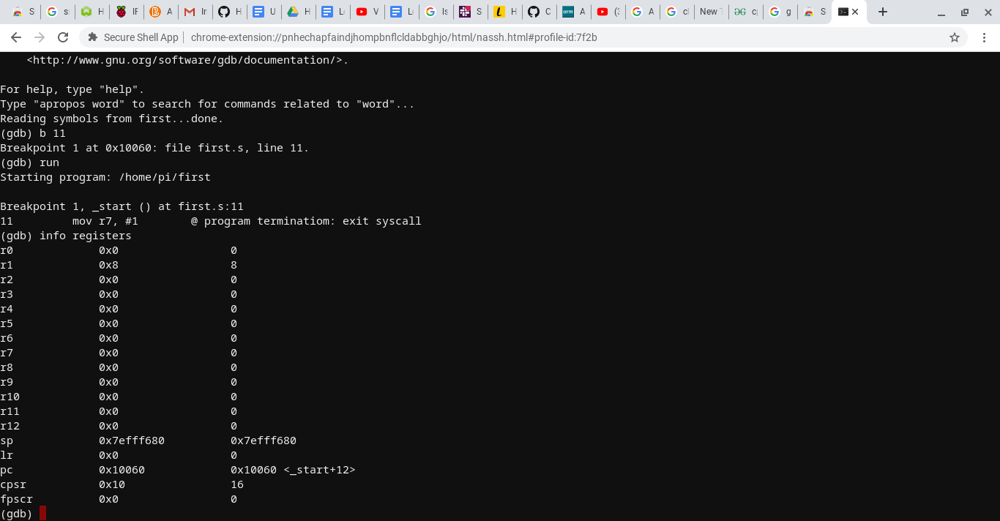 S
s:
H
IF
A
In
H
U
H
L
V
L
Is
S
H
C
A
(3
A
cl
New T
c
g
S
Secure Shell App
chrome-extension://pnhechapfaindjhompbnflcldabbghjo/html/nassh.html#profile-id:7f2b
<http://www.gnu.org/software/gdb/documentation/>.
For help, type "help".
Type "apropos word" to search for commands related to "word"...
Reading symbols from first...done.
(gdb) b 11
Breakpoint 1 at 0x10060: file first.s, line 11.
(gdb) run
Starting program: /home/pi/first
Breakpoint 1, _start () at first.s:11
11 mov r7, #1 @ program terminatiom: exit syscall
(gdb) info registers
r0 0x0 0
r1 0x8 8
r2 0x0 0
r3 0x0 0
r4 0x0 0
r5 0x0 0
r6 0x0 0
r7 0x0 0
r8 0x0 0
r9 0x0 0
r10 0x0 0
r11 0x0 0
r12 0x0 0
sp 0x7efff680 0x7efff680
lr 0x0 0
pc 0x10060 0x10060 <_start+12>
cpsr 0x10 16
fpscr 0x0 0
(gdb)